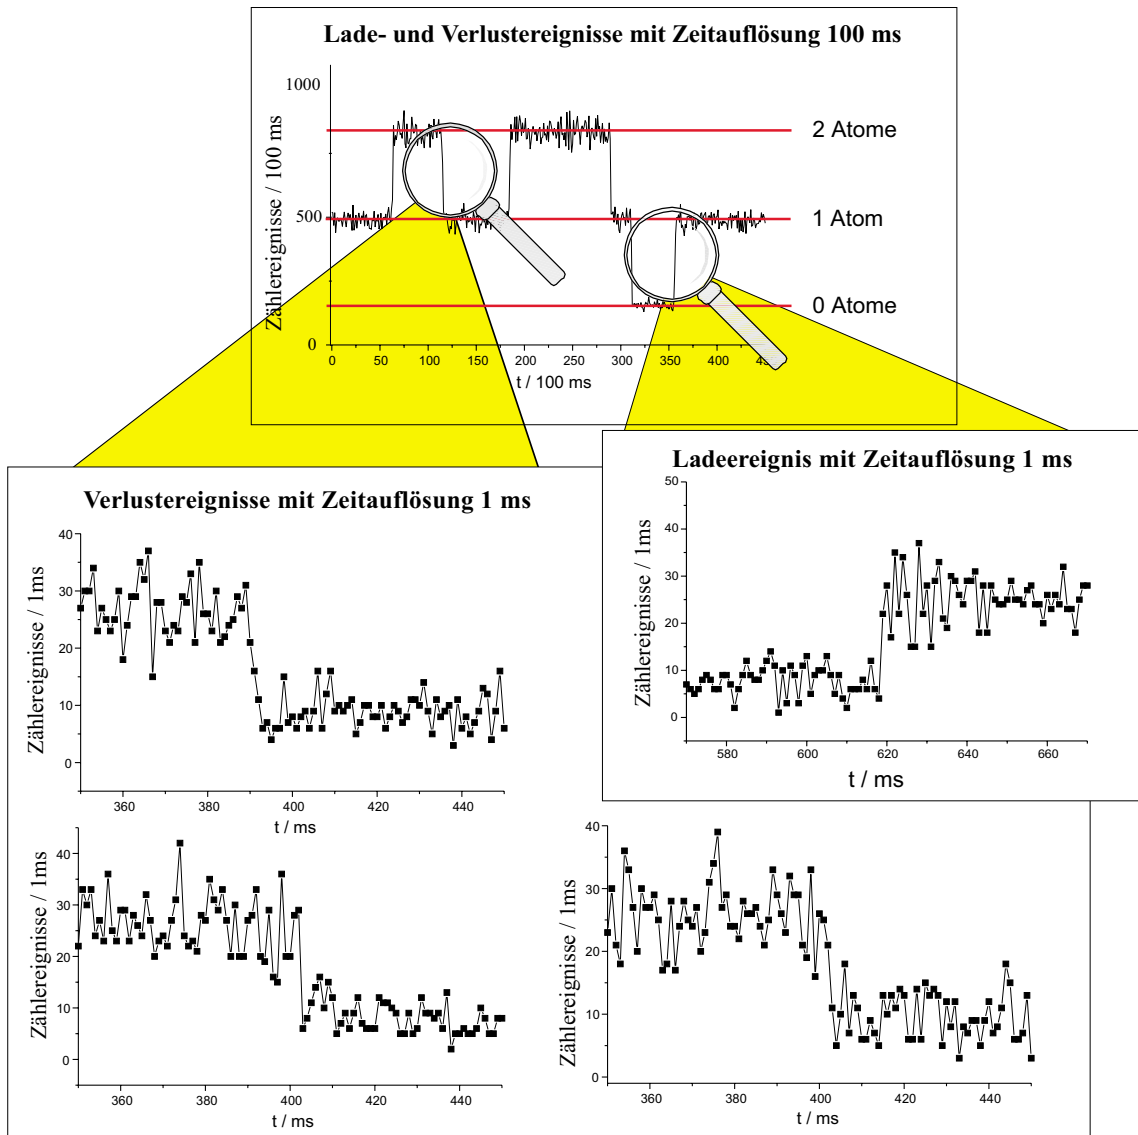 Lade- und Verlustereignisse mit Zeitauflösung 100 ms
Zählereignisse / 100 ms
1000
500
0
2 Atome
1 Atom
0 Atome
0 50 100 150 200 250 300 350 400
t / 100 ms
Verlustereignisse mit Zeitauflösung 1 ms
Zählereignisse / 1ms
40
30
20
10
0
360 380 400 420 440
t / ms
Ladeereignis mit Zeitauflösung 1 ms
Zählereignisse / 1ms
50
40
30
20
10
0
580 600 620 640 660
t / ms
Zählereignisse / 1ms
40
30
20
10
0
360 380 400 420 440
t / ms
Zählereignisse / 1ms
40
30
20
10
0
360 380 400 420 440
t / ms